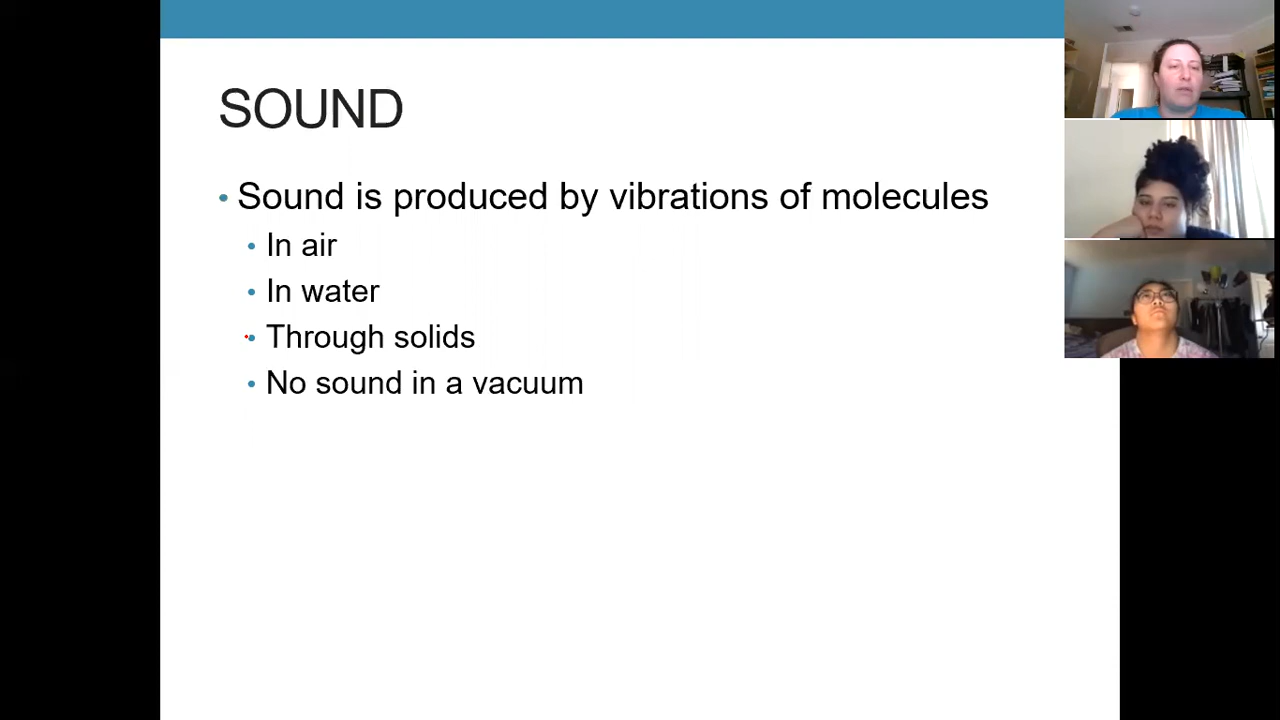 SOUND
• Sound is produced by vibrations of molecules
• In air
• In water
• Through solids
• No sound in a vacuum